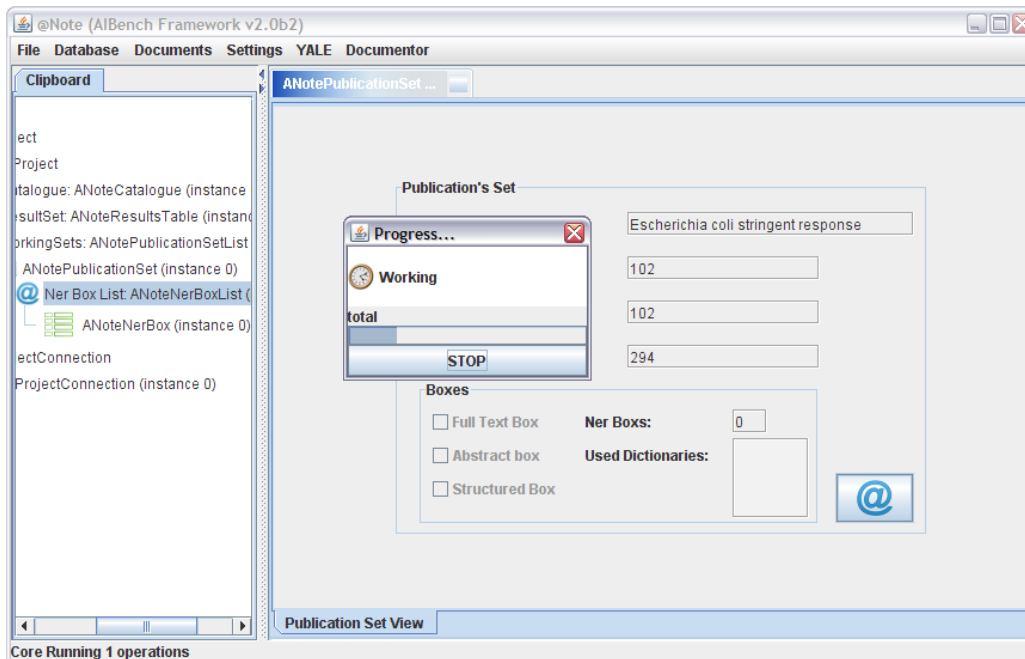 @Note (AIBench Framework v2.0b2)
File Database Documents Settings YALE Documentor
Clipboard
ect
Project
atalogue: ANoteCatalogue (instance
esultSet: ANoteResultsTable (instanc
orkingSets: ANotePublicationSetList
ANotePublicationSet (instance 0)
@ Ner Box List: ANoteNerBoxList (
ANoteNerBox (instance 0)
ectConnection
ProjectConnection (instance 0)
ANotePublicationSet ...
Publication's Set
Escherichia coli stringent response
102
102
294
Progress...
Working
total
STOP
Boxes
Full Text Box
Abstract box
Structured Box
Ner Boxs: 0
Used Dictionaries:
@
Publication Set View
Core Running 1 operations